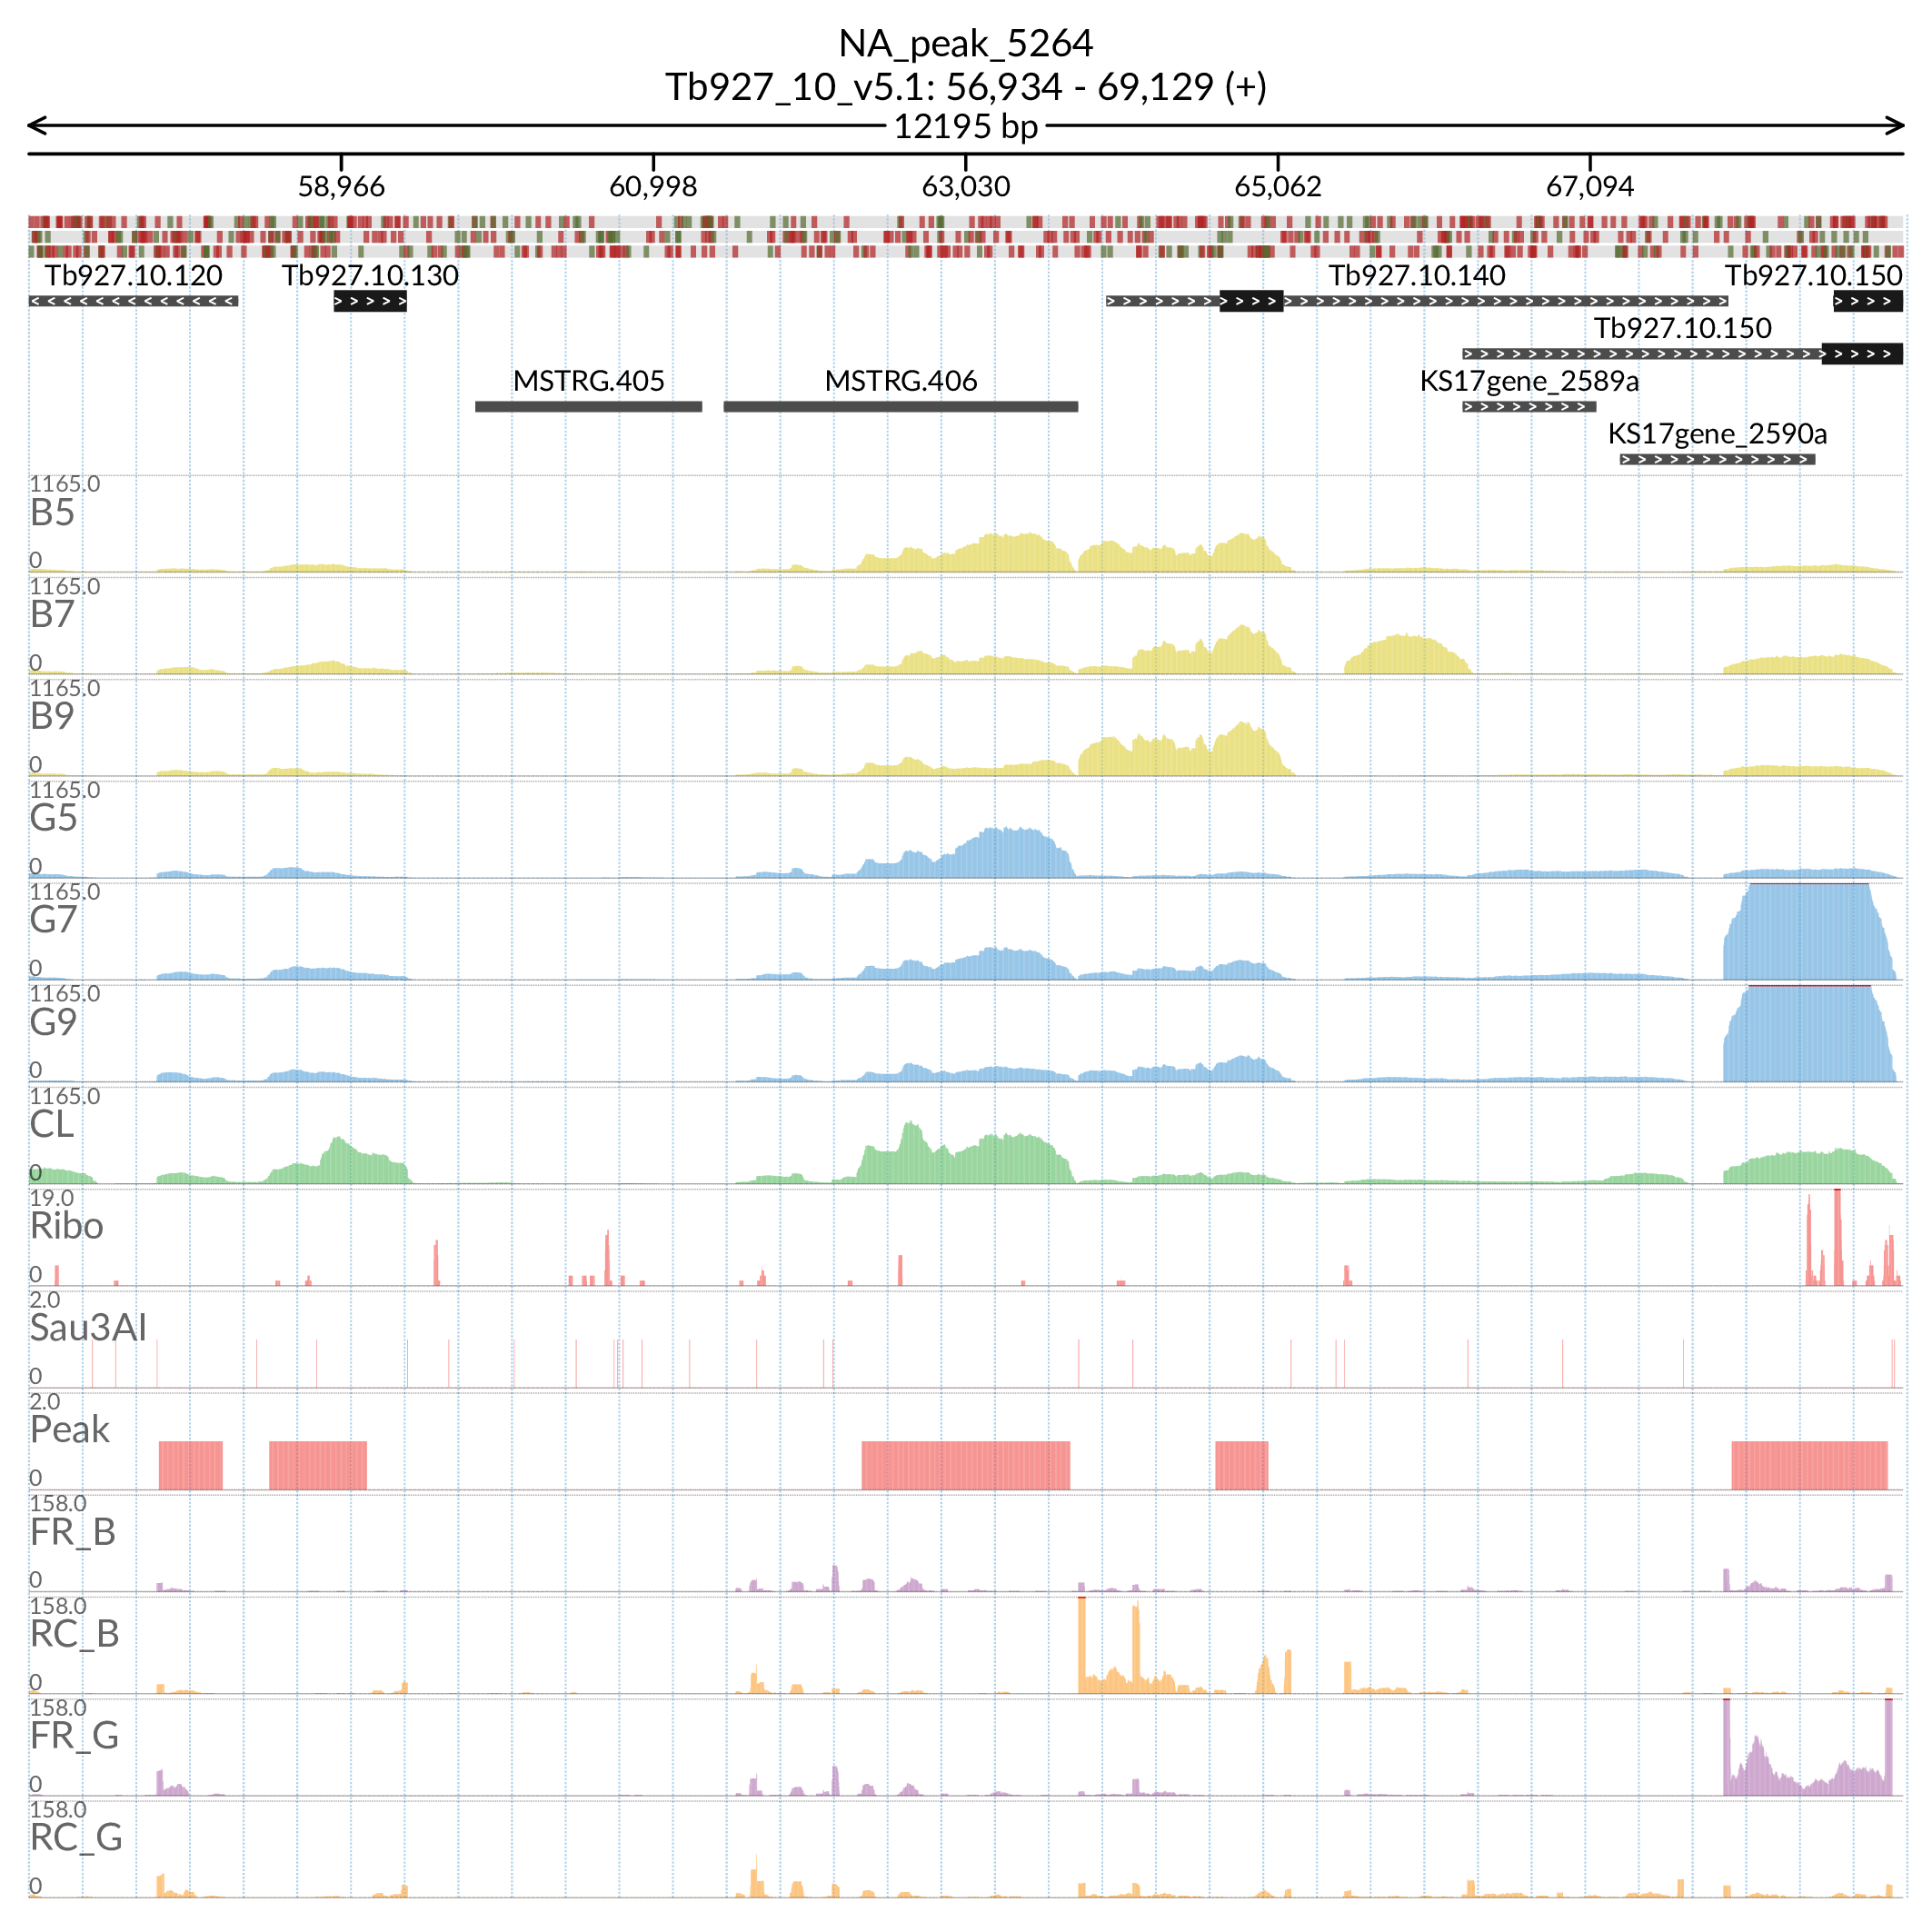 NA_peak_5264
Tb927_10_v5.1: 56,934 - 69,129 (+)
12195 bp
58,966 60,998 63,030 65,062 67,094
Tb927.10.120 Tb927.10.130 Tb927.10.140 Tb927.10.150
Tb927.10.150
MSTRG.405 MSTRG.406 KS17gene_2589a
KS17gene_2590a
1165.0
B5
0
1165.0
B7
0
1165.0
B9
0
1165.0
G5
0
1165.0
G7
0
1165.0
G9
0
1165.0
CL
0
19.0
Ribo
0
2.0
Sau3AI
0
2.0
Peak
0
158.0
FR_B
0
158.0
RC_B
0
158.0
FR_G
0
158.0
RC_G
0